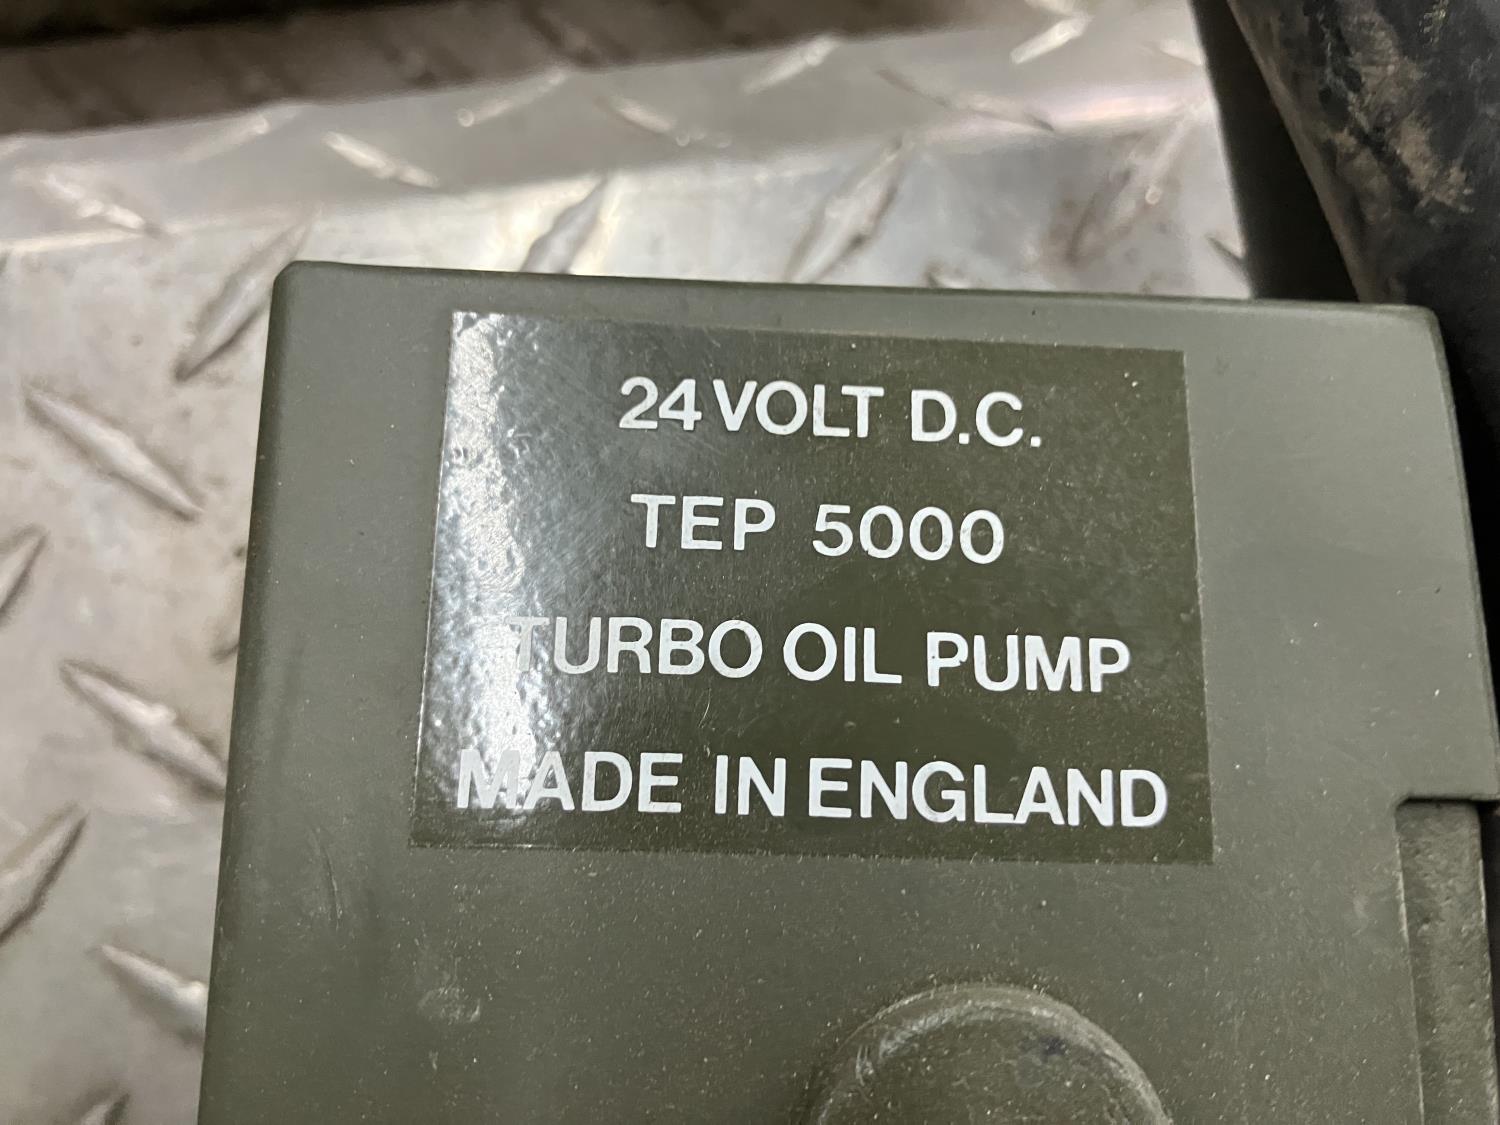 24 VOLT D.C.
TEP 5000
TURBO OIL PUMP
MADE IN ENGLAND